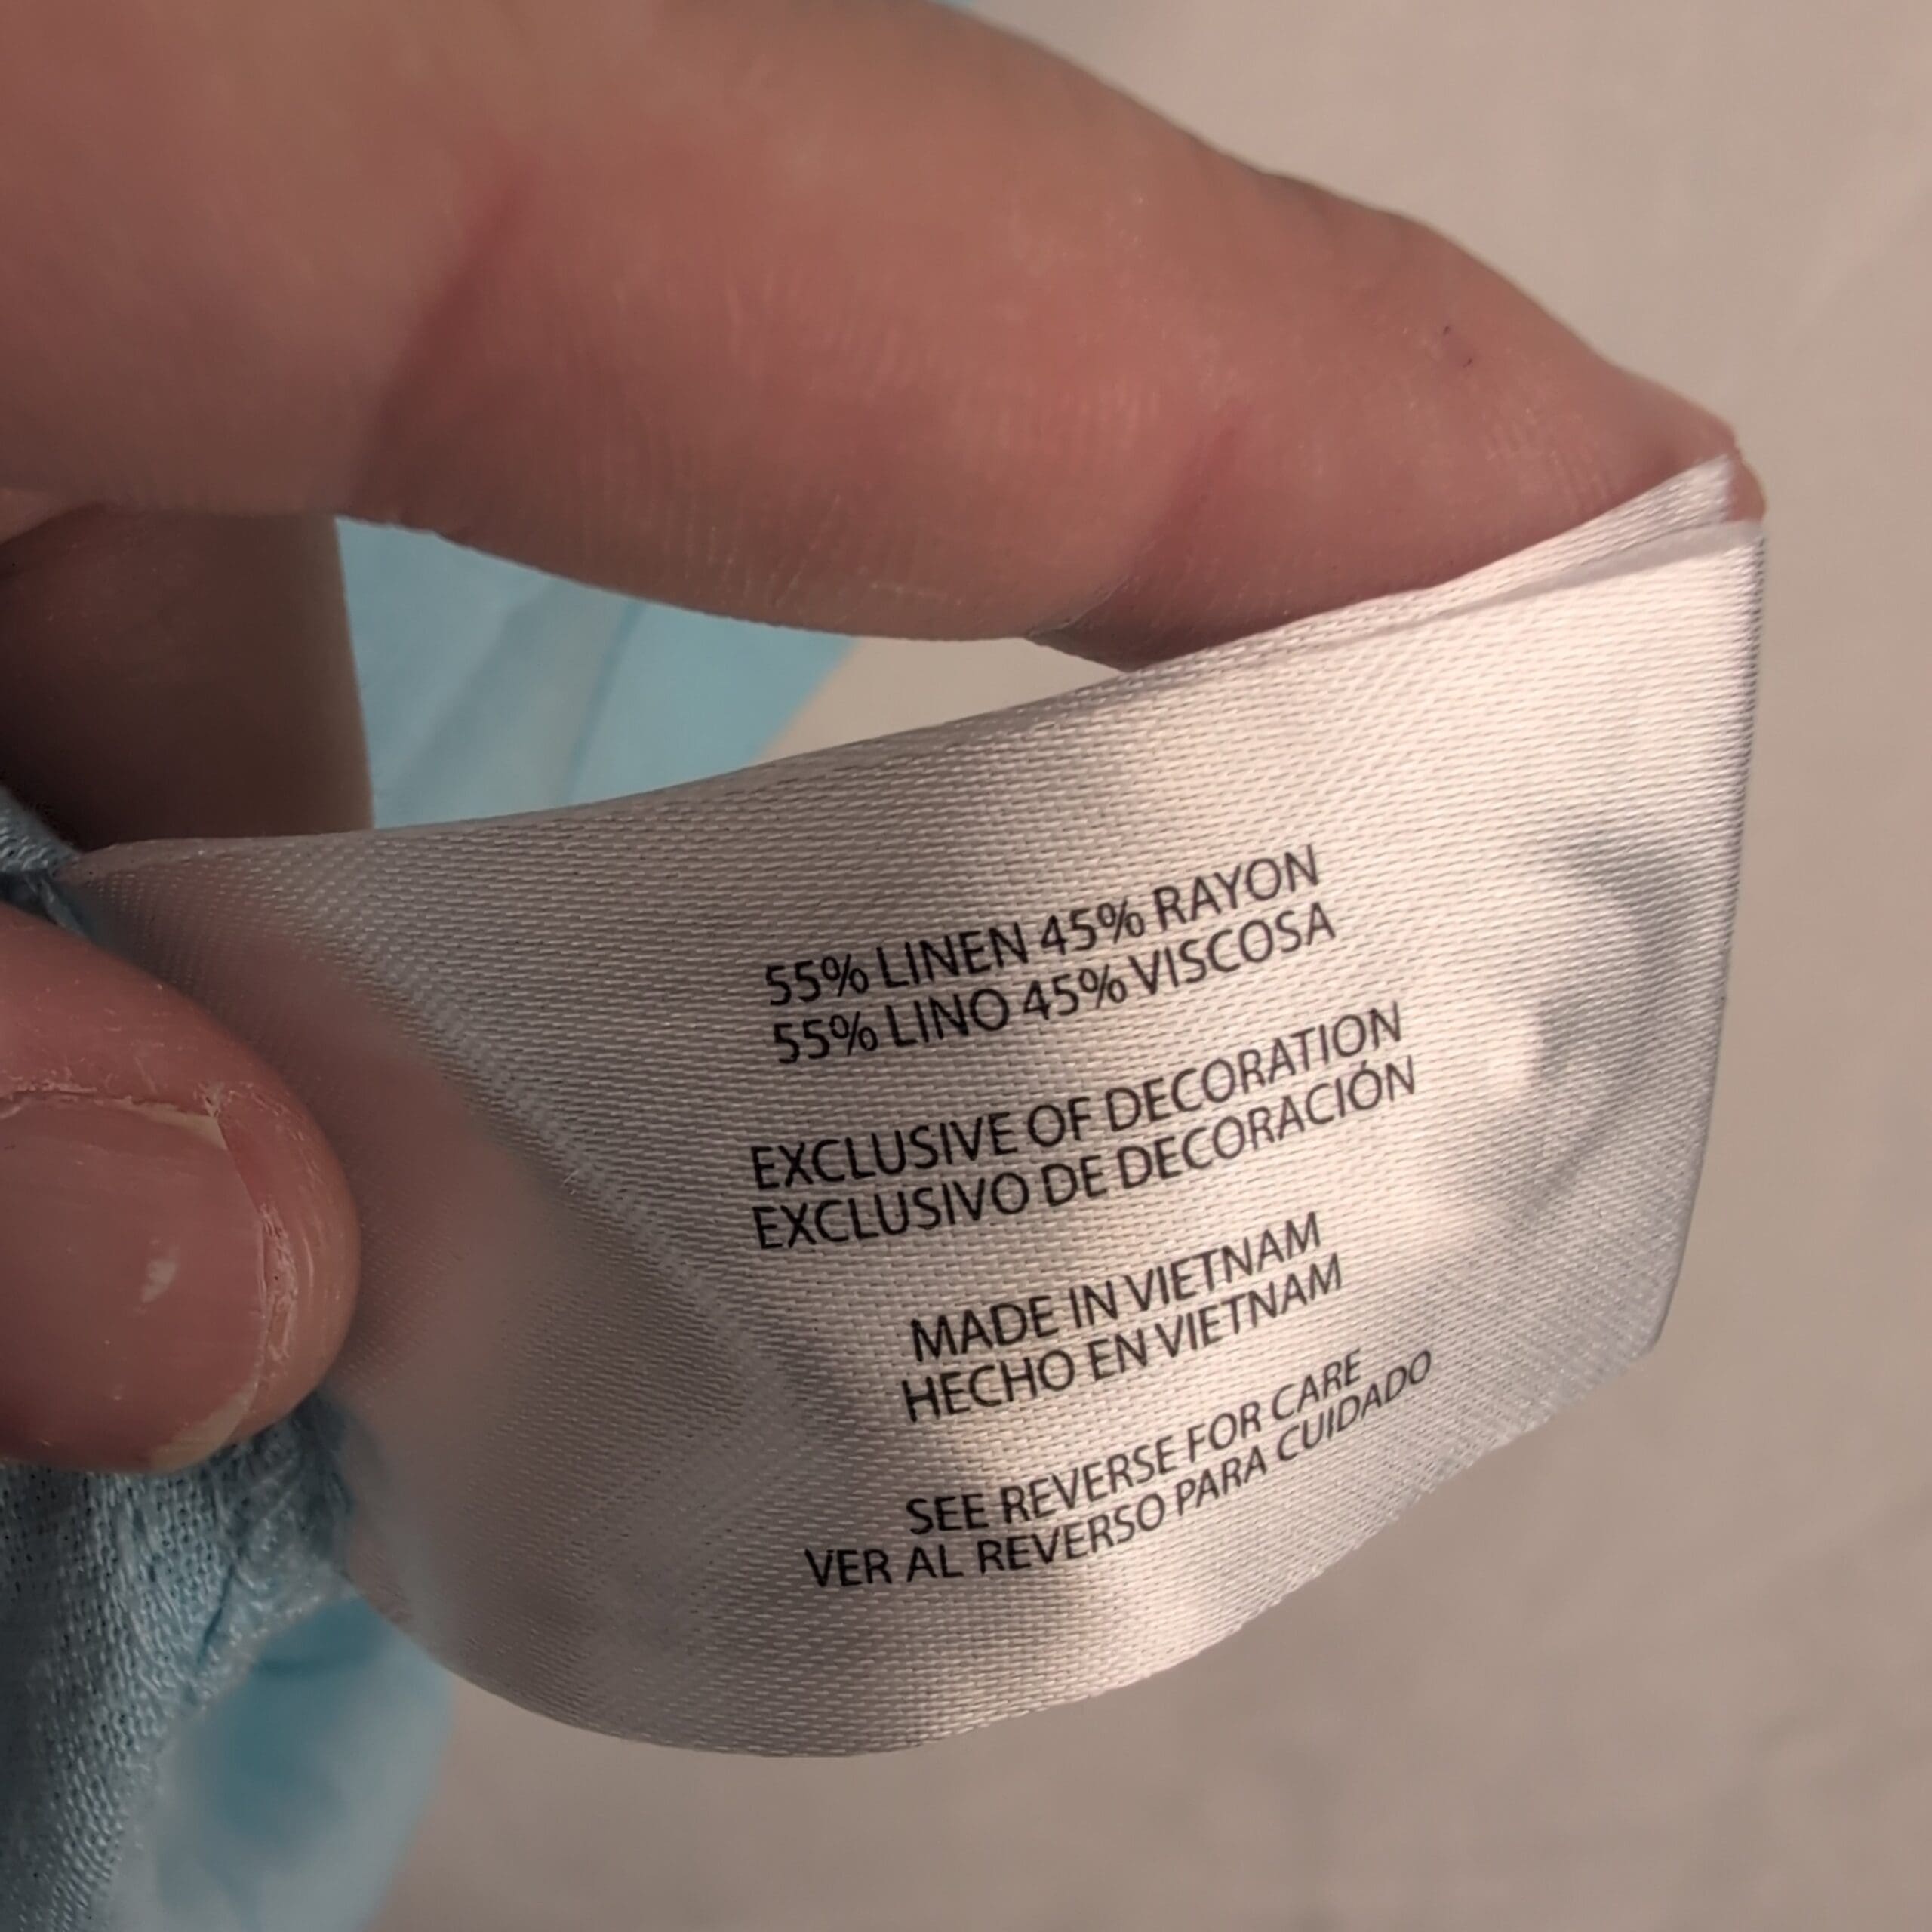 55% LINEN 45% RAYON
55% LINO 45% VISCOSA
EXCLUSIVE OF DECORATION
EXCLUSIVO DE DECORACIÓN
MADE IN VIETNAM
HECHO EN VIETNAM
SEE REVERSE FOR CARE
VER AL REVERSO PARA CUIDADO